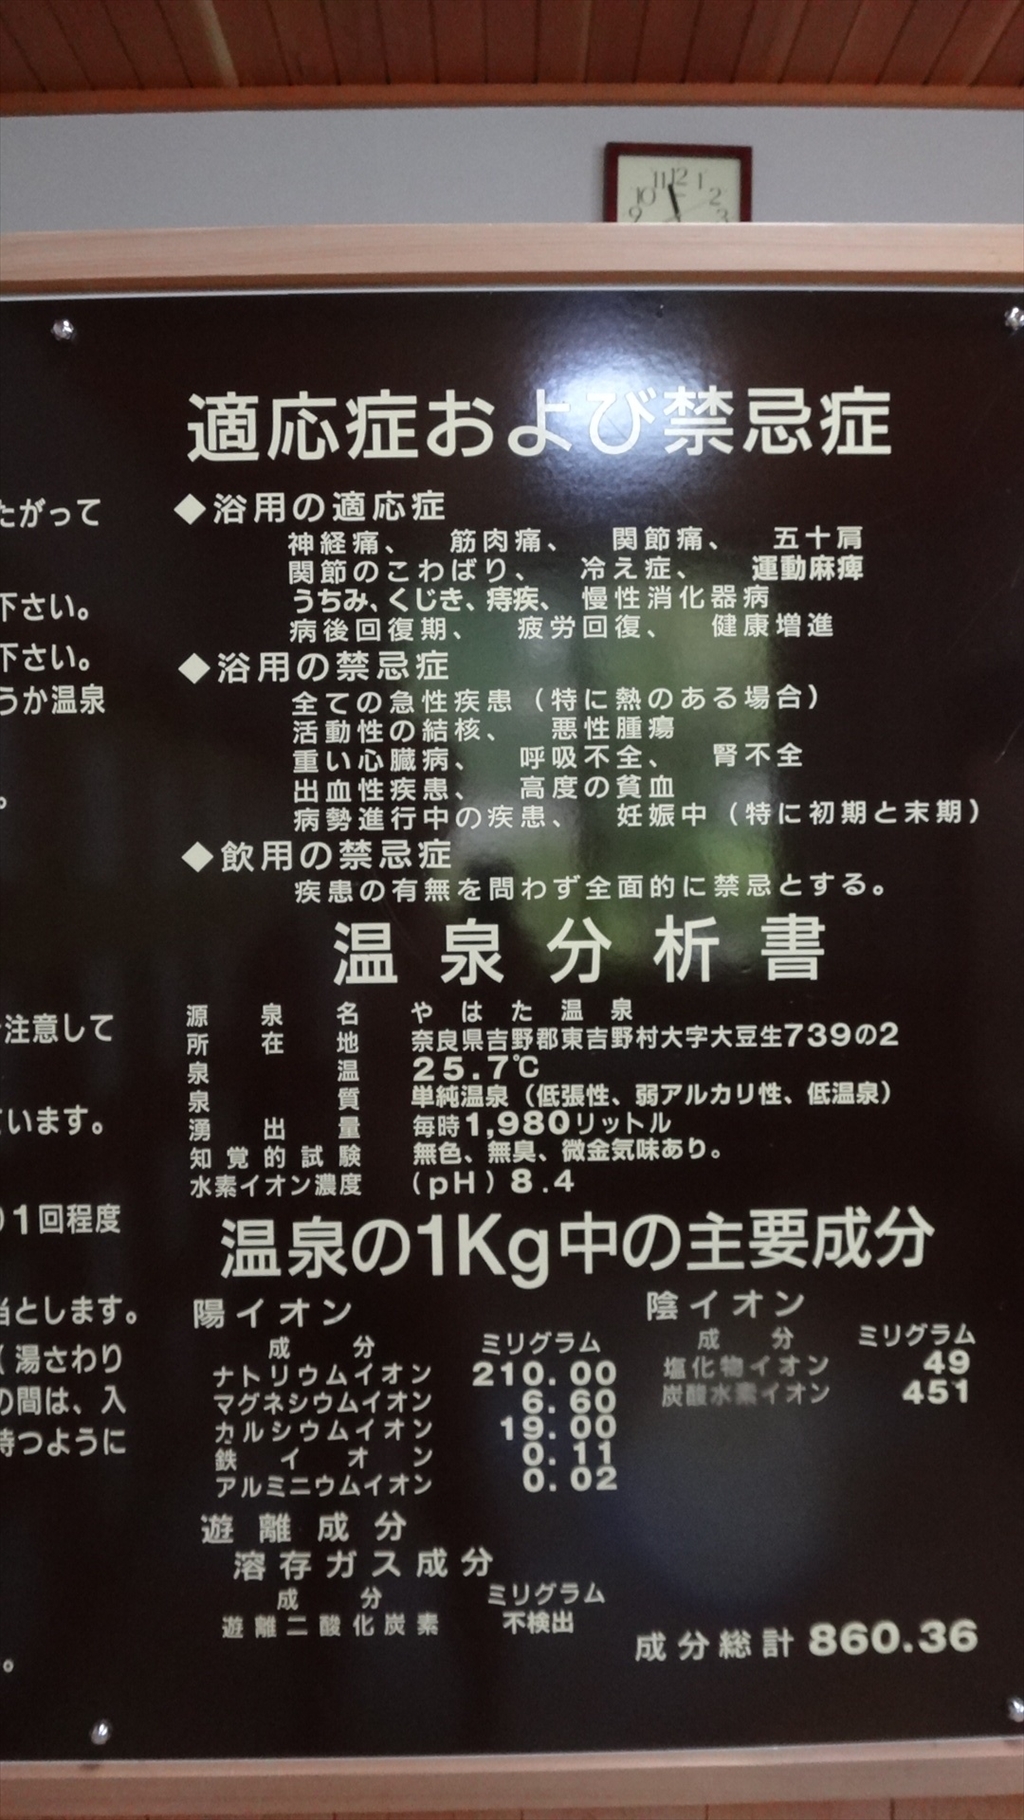 11 12 1
10 2
9 3
適応症および禁忌症
◆浴用の適応症
神経痛、 筋肉痛、 関節痛、 五十肩
関節のこわばり、 冷え症、 運動麻痺
うちみ、くじき、痔疾、 慢性消化器病
病後回復期、 疲労回復、 健康増進
◆浴用の禁忌症
全ての急性疾患(特に熱のある場合)
活動性の結核、 悪性腫瘍
重い心臓病、 呼吸不全、 腎不全
出血性疾患、 高度の貧血
病勢進行中の疾患、 妊娠中(特に初期と末期)
◆飲用の禁忌症
疾患の有無を問わず全面的に禁忌とする。
温泉分析書
源泉名 やはた温泉
所在地 奈良県吉野郡東吉野村大字大豆生739の2
泉温 25.7℃
泉質 単純温泉(低張性、弱アルカリ性、低温泉)
湧出量 毎時1,980リットル
知覚的試験 無色、無臭、微金気味あり。
水素イオン濃度 (pH)8.4
温泉の1Kg中の主要成分
陽イオン
成分 ミリグラム
ナトリウムイオン 210.00
マグネシウムイオン 6.60
カルシウムイオン 19.00
鉄イオン 0.11
アルミニウムイオン 0.02
陰イオン
成分 ミリグラム
塩化物イオン 49
炭酸水素イオン 451
遊離成分
溶存ガス成分
成分 ミリグラム
遊離二酸化炭素 不検出
成分総計 860.36
たがって
下さい。
下さい。
うか温泉
。
注意して
います。
1回程度
当とします。
湯さわり
の間は、入
待つように
。